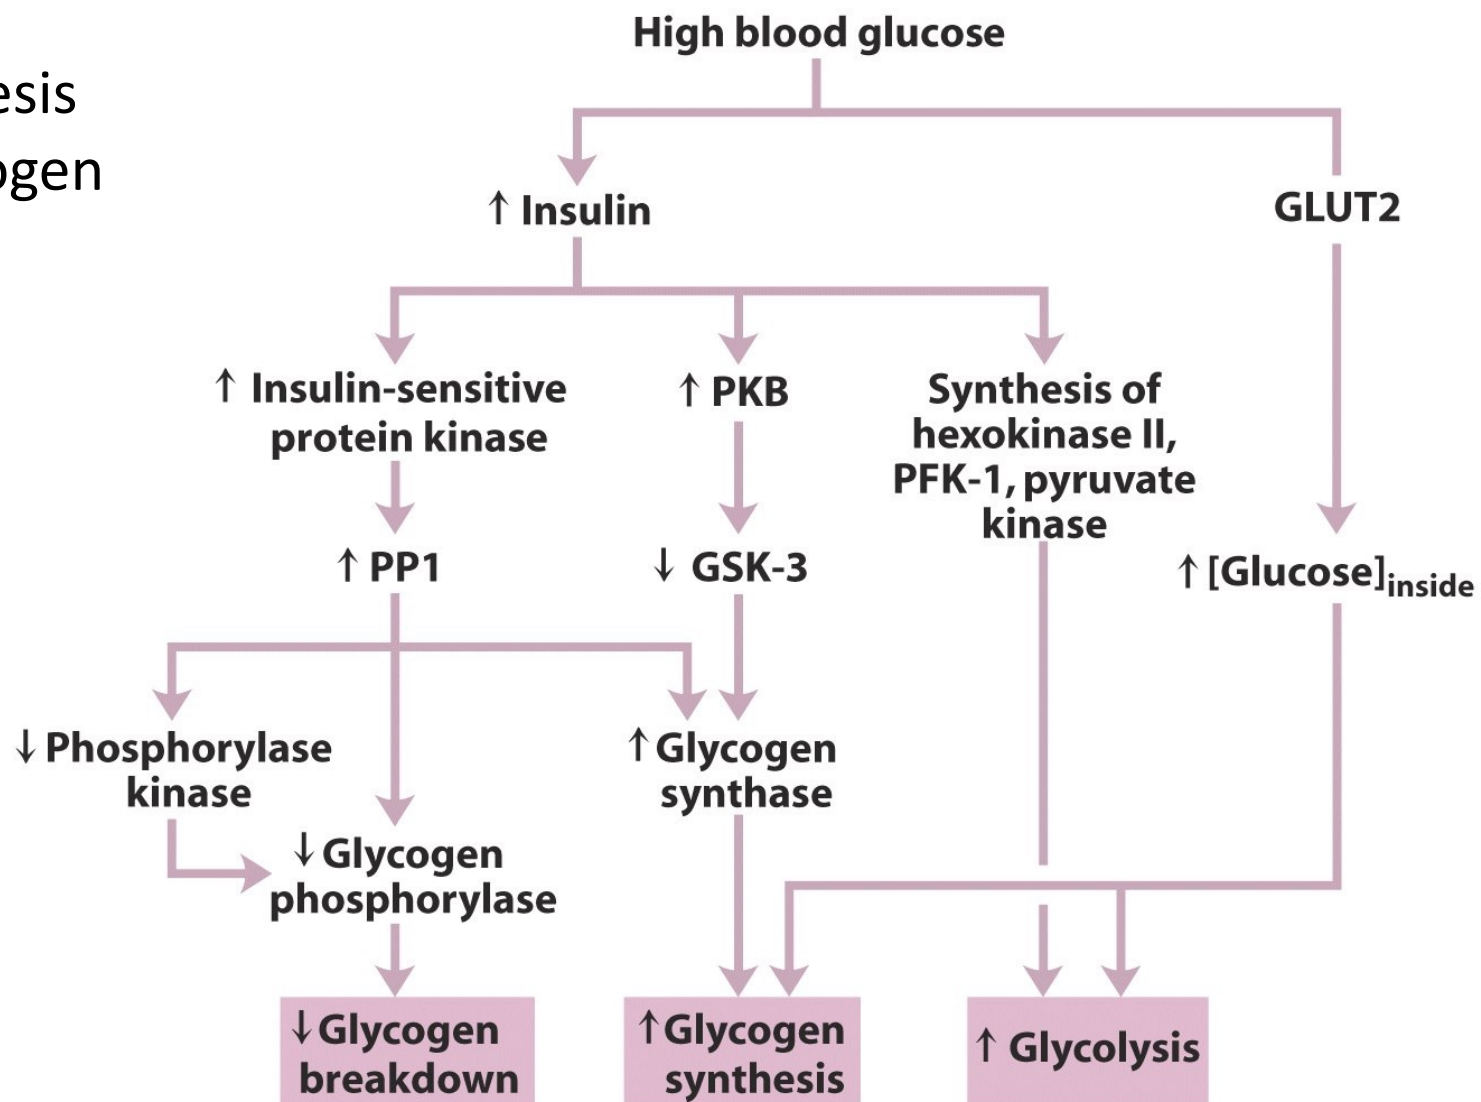 High blood glucose
esis
ogen
↑ Insulin
GLUT2
↑ Insulin-sensitive
protein kinase
↑ PKB
Synthesis of
hexokinase II,
PFK-1, pyruvate
kinase
↑ PP1
↓ GSK-3
↑ [Glucose]inside
↓ Phosphorylase
kinase
↑ Glycogen
synthase
↓ Glycogen
phosphorylase
↓ Glycogen
breakdown
↑ Glycogen
synthesis
↑ Glycolysis